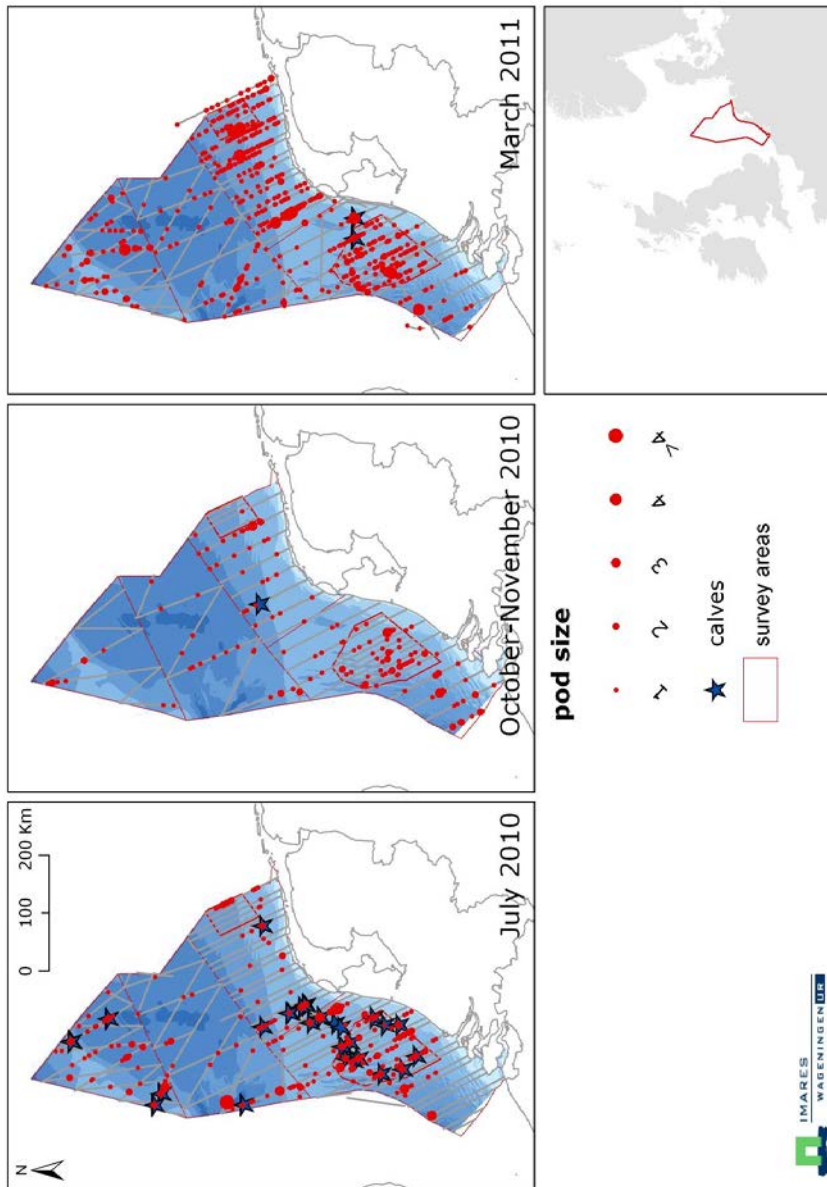 N
0 100 200 Km
July 2010
October-November 2010
March 2011
pod size
1
2
3
4
>4
calves
survey areas
IMARES
WAGENINGEN UR